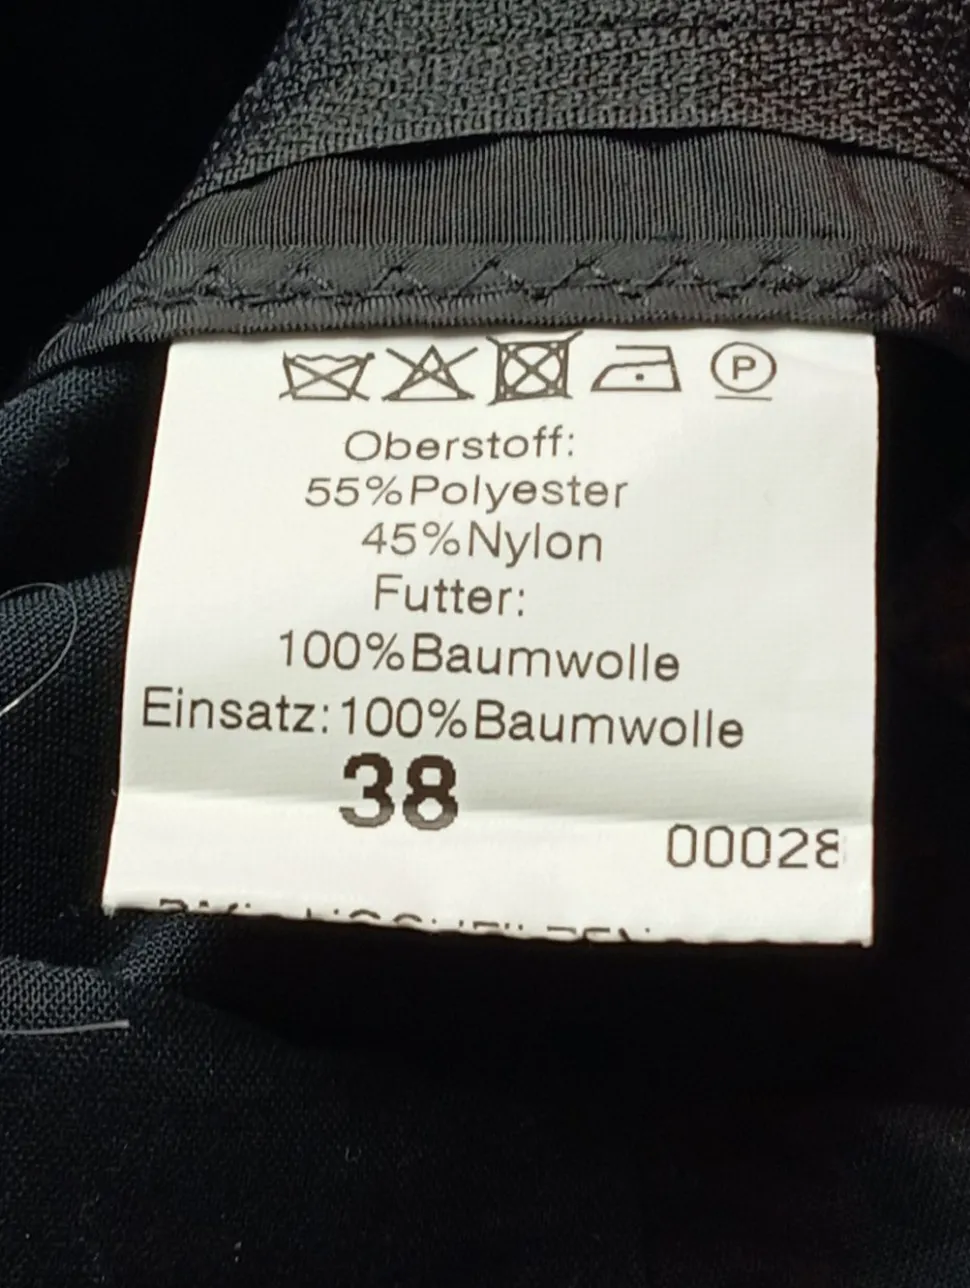 P
Oberstoff:
55%Polyester
45%Nylon
Futter:
100%Baumwolle
Einsatz:100%Baumwolle
38
00028